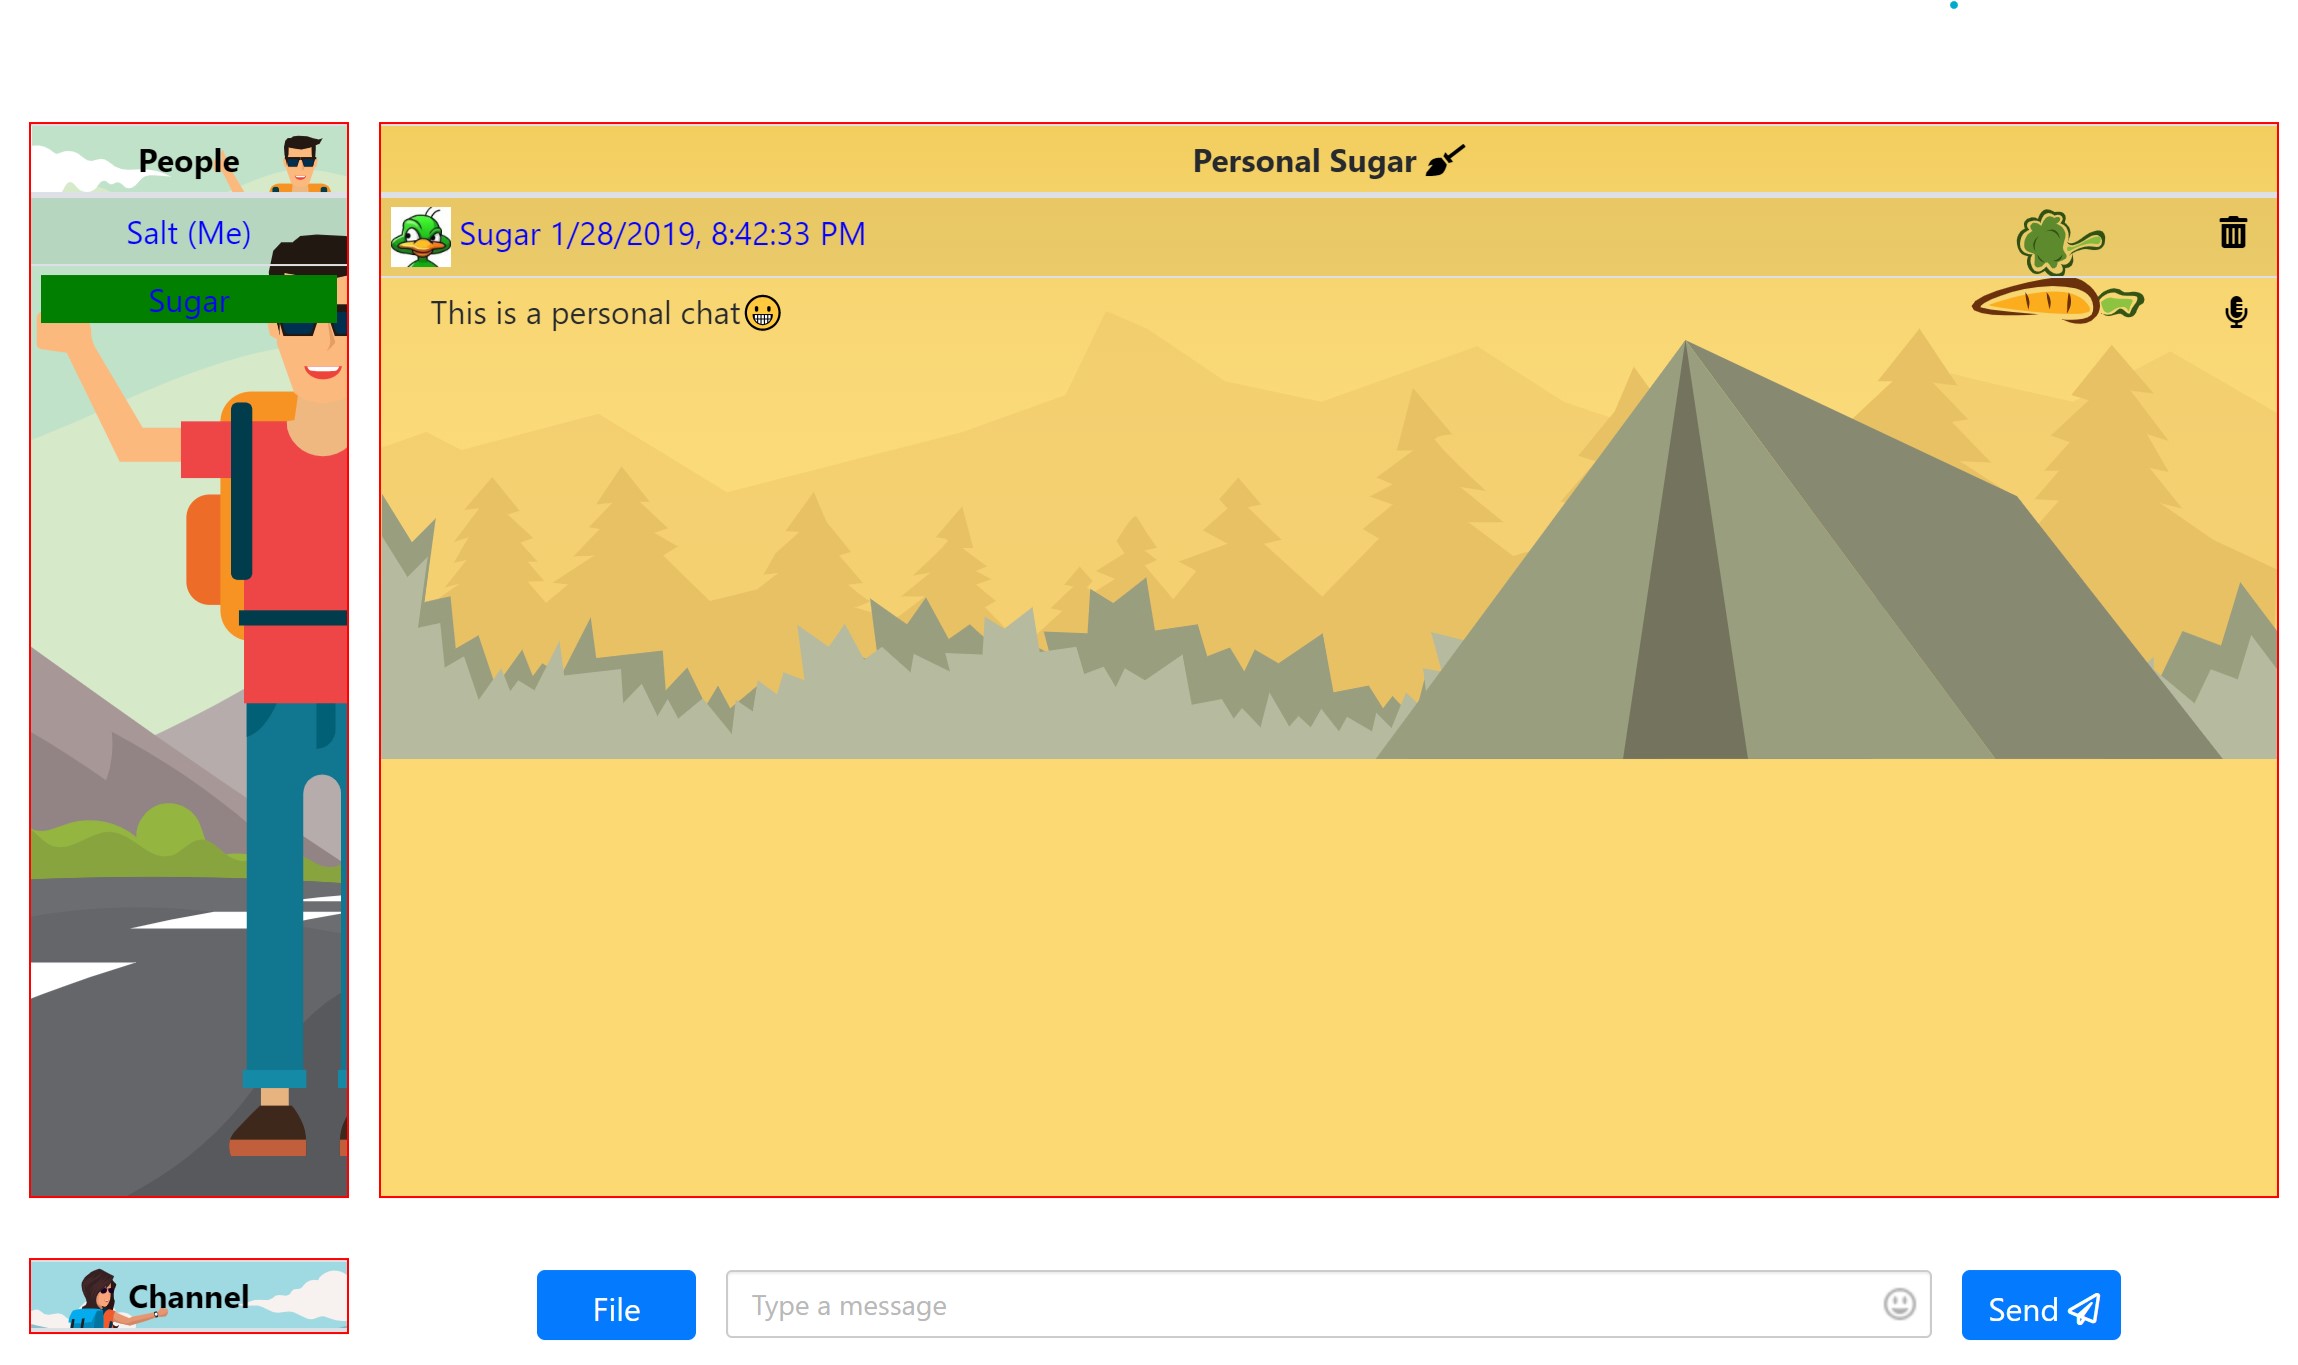 People
Salt (Me)
Sugar
Personal Sugar
Sugar 1/28/2019, 8:42:33 PM
This is a personal chat😀
Channel
File
Type a message
Send